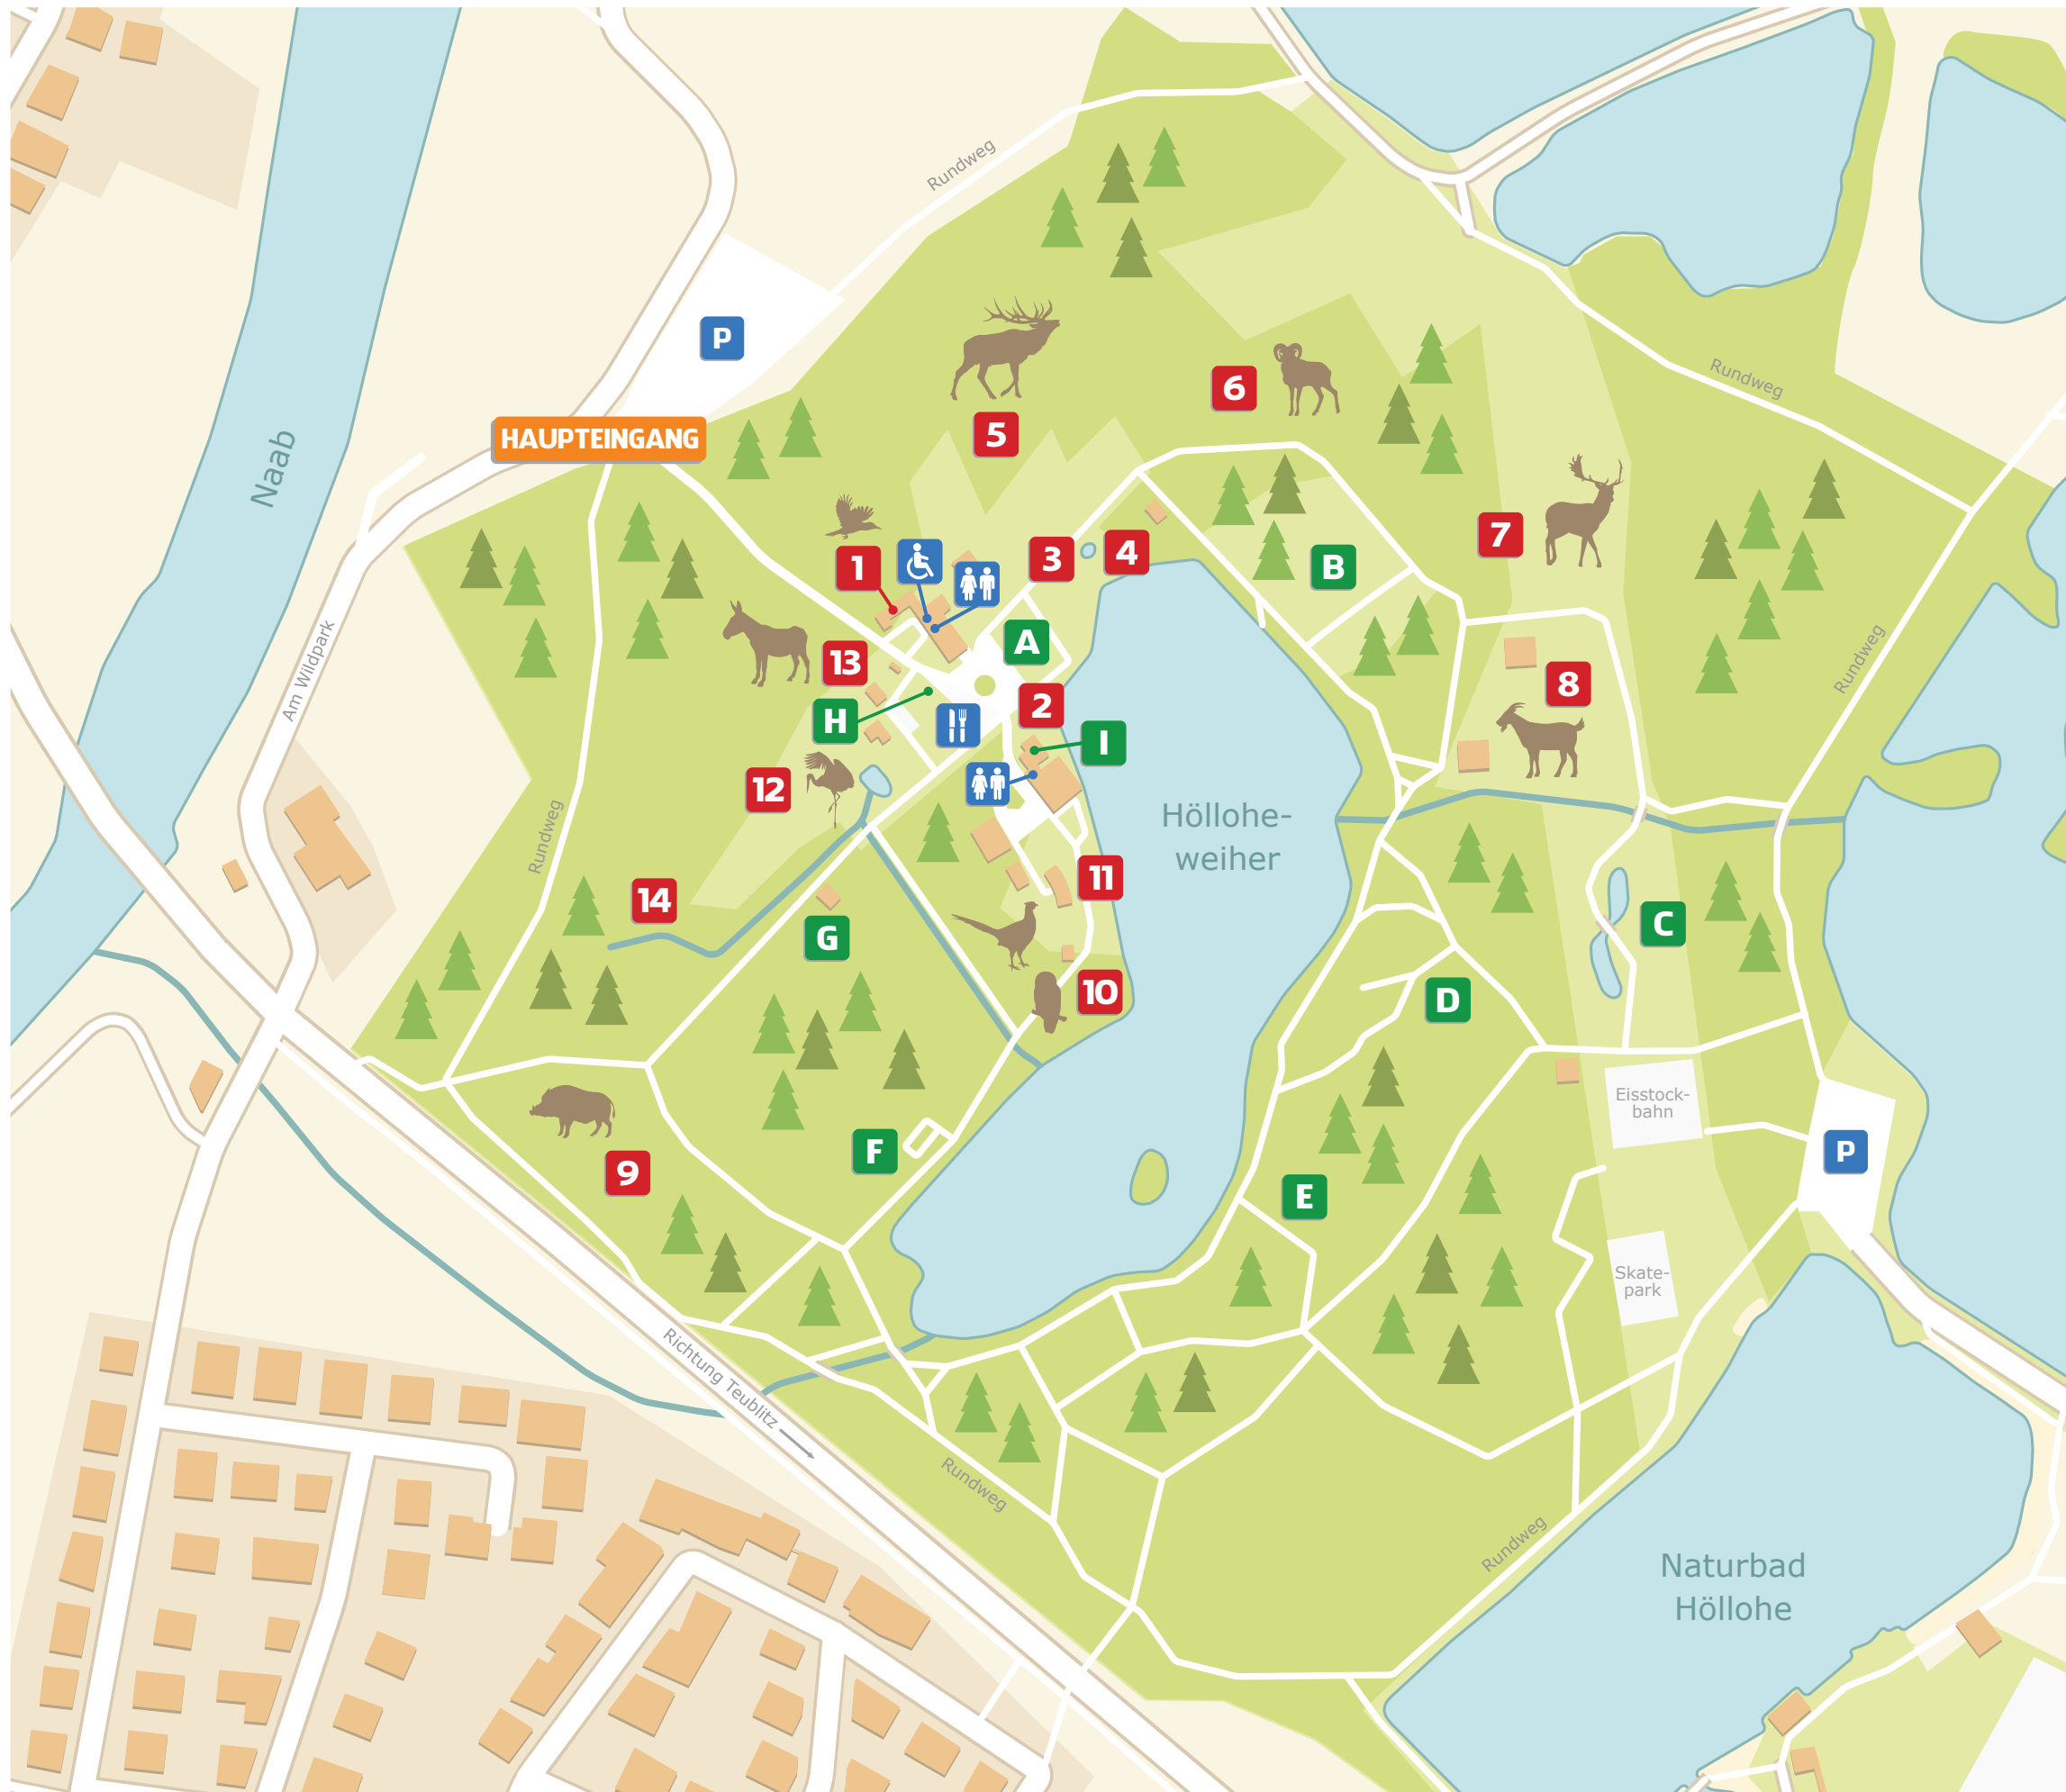 Rundweg
P
Rundweg
6
5
HAUPTEINGANG
Naab
7
4
3
1
B
A
Am Wildpark
13
Rundweg
8
2
H
I
12
Höllohe-
weiher
Rundweg
11
14
C
G
10
D
Eisstock-
bahn
F
P
9
E
Skate-
park
Richtung Teublitz
Rundweg
Rundweg
Naturbad
Höllohe